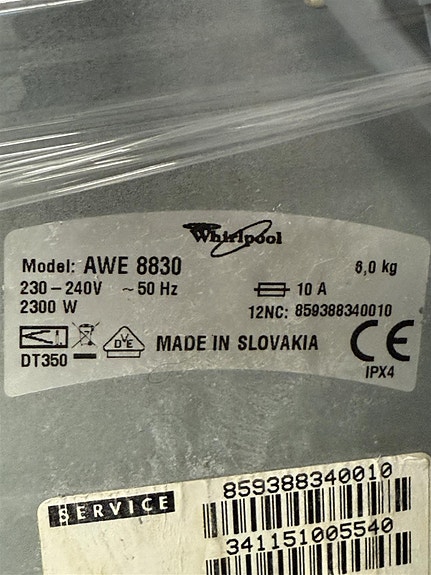 Whirlpool
Model: AWE 8830 6,0 kg
230-240V ~50 Hz 10 A
2300 W 12NC: 859388340010
VDE MADE IN SLOVAKIA CE
DT350 IPX4
SERVICE 859388340010
341151005540